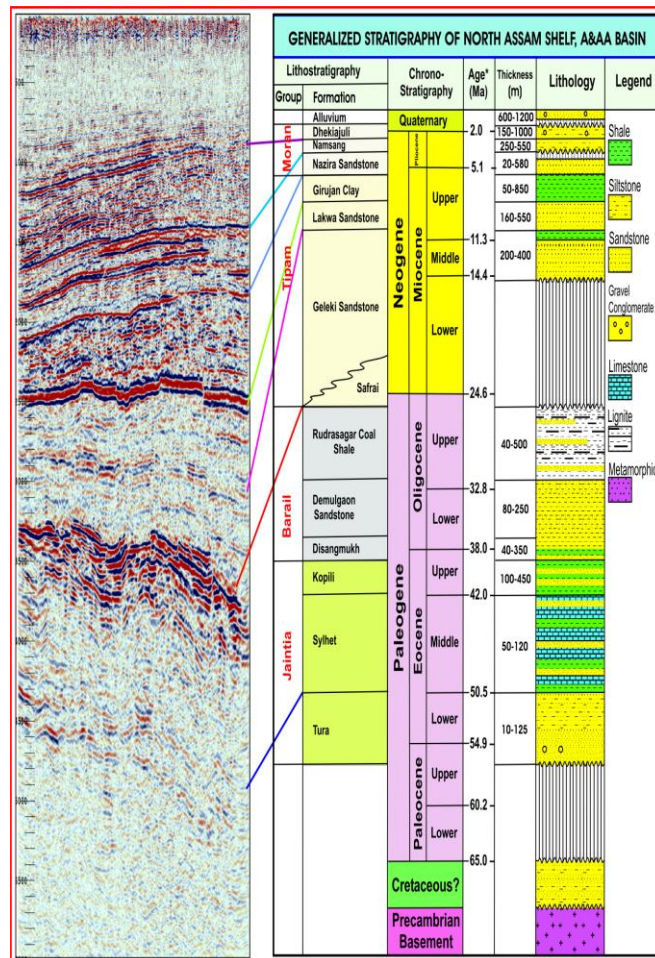 GENERALIZED STRATIGRAPHY OF NORTH ASSAM SHELF, A&AA BASIN
Lithostratigraphy
Chrono-
Stratigraphy
Age*
(Ma)
Thickness
(m)
Lithology
Legend
Group
Formation
Alluvium
Quaternary
600-1200
Dhekiajuli
2.0
150-1000
Namsang
250-550
Nazira Sandstone
5.1
20-580
Girujan Clay
50-850
Lakwa Sandstone
160-550
11.3
200-400
14.4
Geleki Sandstone
Safrai
24.6
Rudrasagar Coal
Shale
40-500
32.8
Demulgaon
Sandstone
80-250
38.0
Disangmukh
40-350
Kopili
100-450
42.0
Sylhet
50-120
50.5
Tura
10-125
54.9
60.2
65.0
Moran
Tipam
Barail
Jaintia
Neogene
Paleogene
Pliocene
Miocene
Oligocene
Eocene
Paleocene
Upper
Middle
Lower
Upper
Lower
Upper
Middle
Lower
Upper
Lower
Cretaceous?
Precambrian
Basement
Shale
Siltstone
Sandstone
Gravel
Conglomerate
Limestone
Lignite
Metamorphic